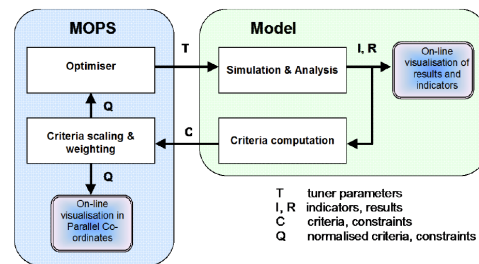 MOPS
Model
Optimiser
T
Simulation & Analysis
I, R
On-line
visualisation of
results and
indicators
Q
Criteria scaling &
weighting
C
Criteria computation
Q
On-line
visualisation in
Parallel Co-
ordinates
T tuner parameters
I, R indicators, results
C criteria, constraints
Q normalised criteria, constraints